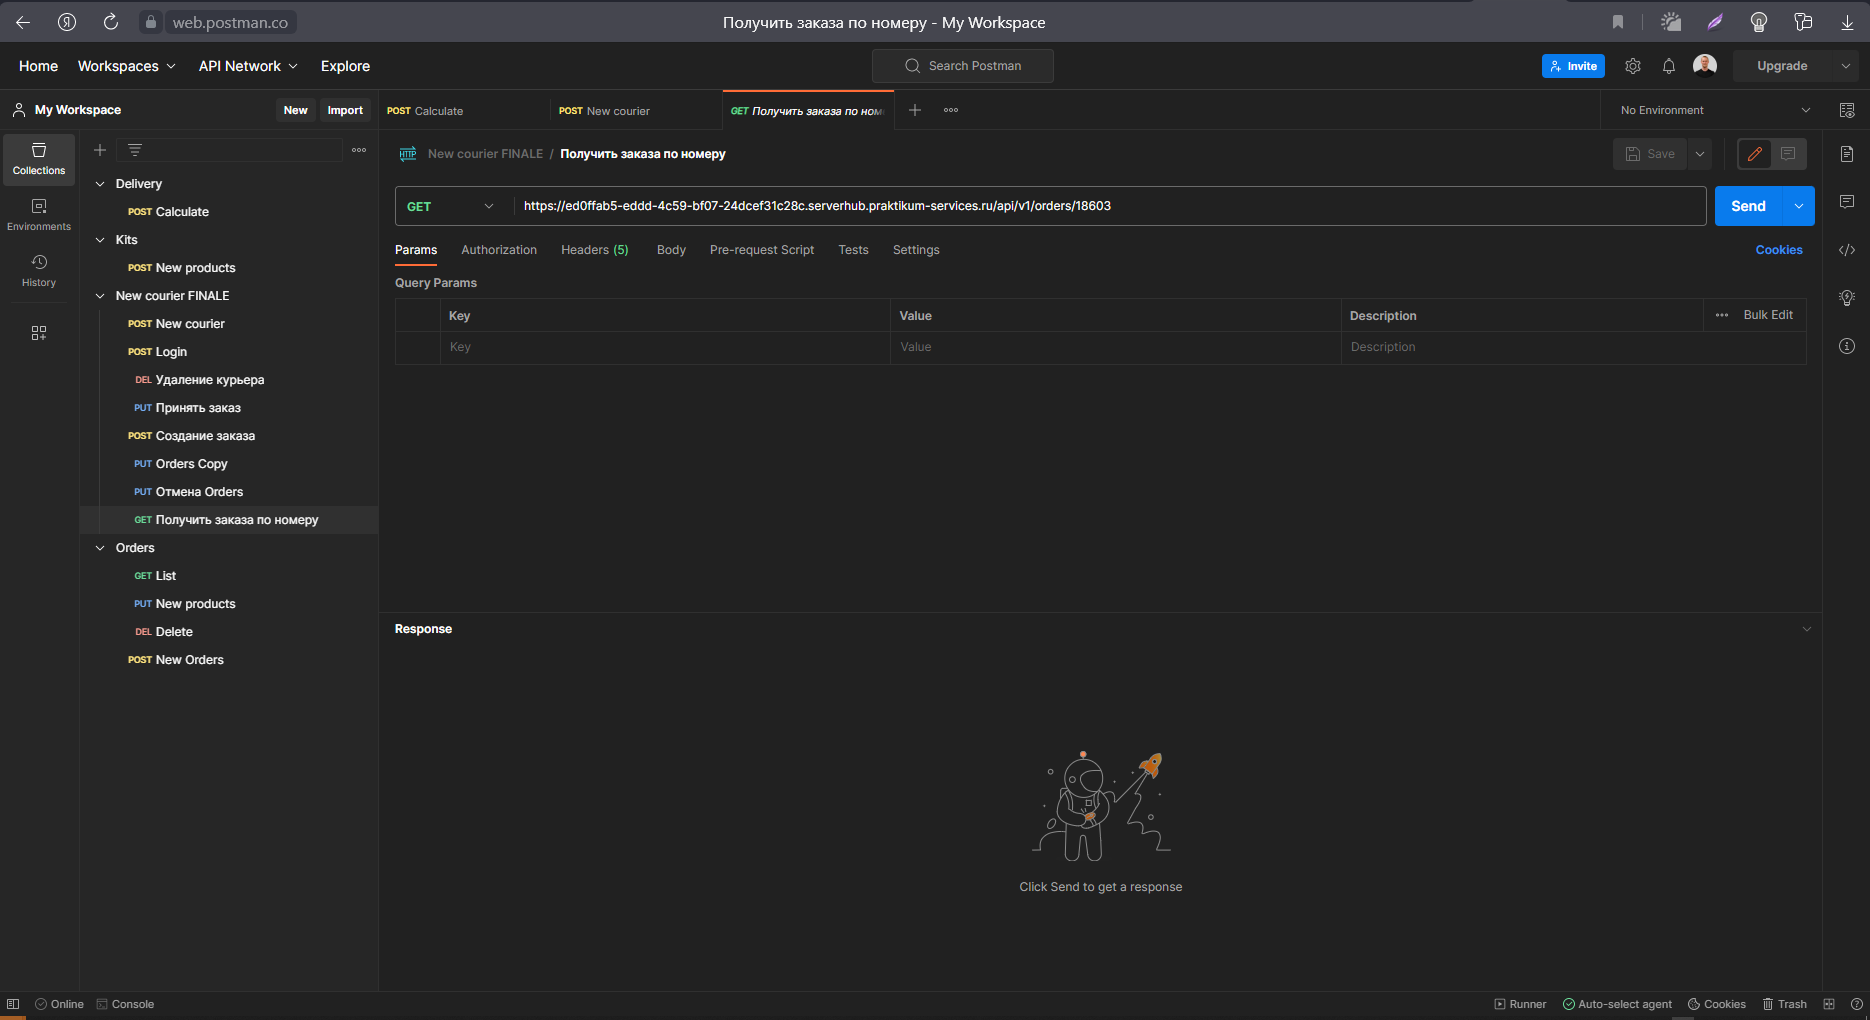 web.postman.co
Получить заказа по номеру - My Workspace
Home Workspaces API Network Explore
Search Postman
Invite
Upgrade
My Workspace New Import
POST Calculate
POST New courier
GET Получить заказа по ном
No Environment
Collections
Environments
History
Delivery
POST Calculate
Kits
POST New products
New courier FINALE
POST New courier
POST Login
DEL Удаление курьера
PUT Принять заказ
POST Создание заказа
PUT Orders Copy
PUT Отмена Orders
GET Получить заказа по номеру
Orders
GET List
PUT New products
DEL Delete
POST New Orders
HTTP New courier FINALE / Получить заказа по номеру
Save
GET https://ed0ffab5-eddd-4c59-bf07-24dcef31c28c.serverhub.praktikum-services.ru/api/v1/orders/18603
Send
Params Authorization Headers (5) Body Pre-request Script Tests Settings Cookies
Query Params
Key Value Description Bulk Edit
Key Value Description
Response
Click Send to get a response
Online Console
Runner Auto-select agent Cookies Trash